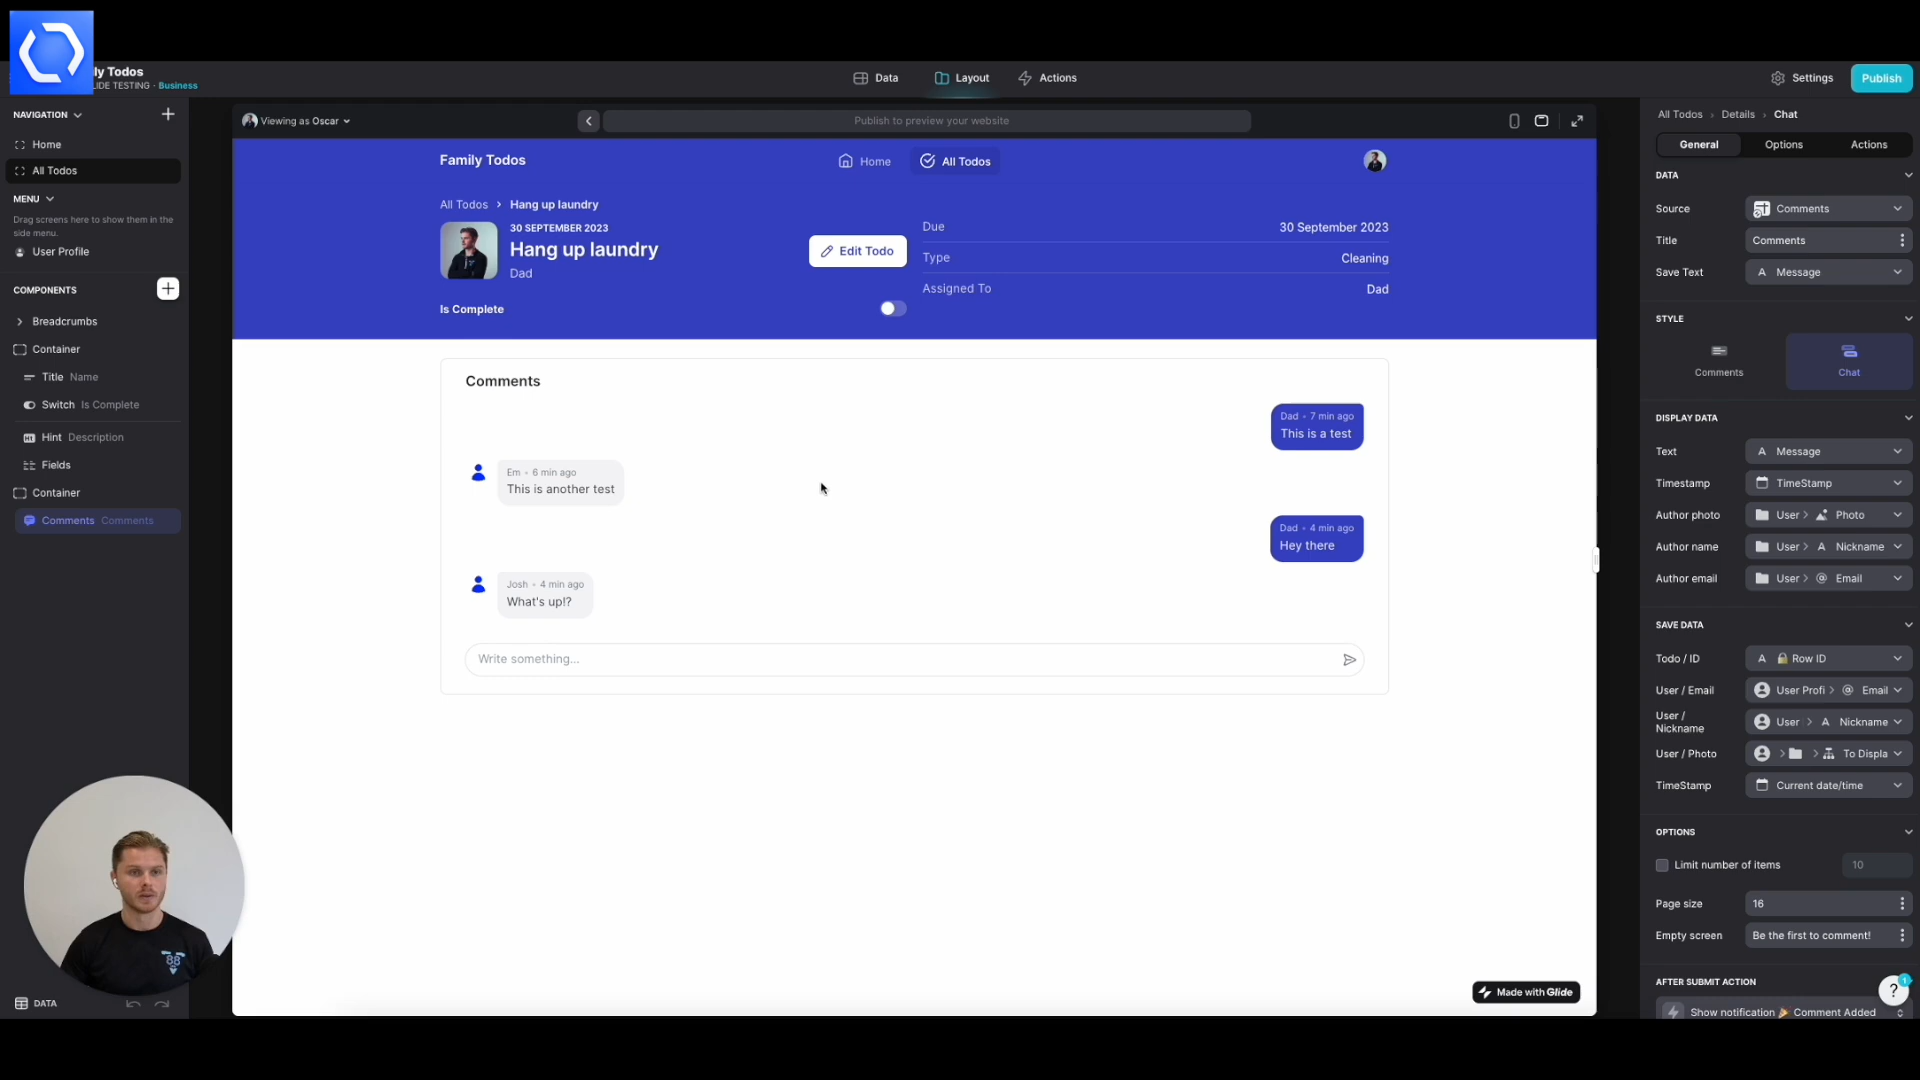 ly Todos
LIDE TESTING · Business
Data
Layout
Actions
Settings
Publish
NAVIGATION
Home
All Todos
MENU
Drag screens here to show them in the
side menu.
User Profile
COMPONENTS
Breadcrumbs
Container
Title Name
Switch Is Complete
Hint Description
Fields
Container
Comments Comments
DATA
Viewing as Oscar
Publish to preview your website
Family Todos
Home
All Todos
All Todos > Hang up laundry
30 SEPTEMBER 2023
Hang up laundry
Dad
Edit Todo
Is Complete
Due 30 September 2023
Type Cleaning
Assigned To Dad
Comments
Dad • 7 min ago
This is a test
Em • 6 min ago
This is another test
Dad • 4 min ago
Hey there
Josh • 4 min ago
What's up!?
Write something...
Made with Glide
88
All Todos > Details > Chat
General Options Actions
DATA
Source Comments
Title Comments
Save Text A Message
STYLE
Comments
Chat
DISPLAY DATA
Text A Message
Timestamp TimeStamp
Author photo User > Photo
Author name User > A Nickname
Author email User > @ Email
SAVE DATA
Todo / ID A 🔒 Row ID
User / Email User Profi > @ Email
User /
Nickname
User > A Nickname
User / Photo > > To Displa
TimeStamp Current date/time
OPTIONS
Limit number of items 10
Page size 16
Empty screen Be the first to comment!
AFTER SUBMIT ACTION
Show notification 🎉 Comment Added
? 1